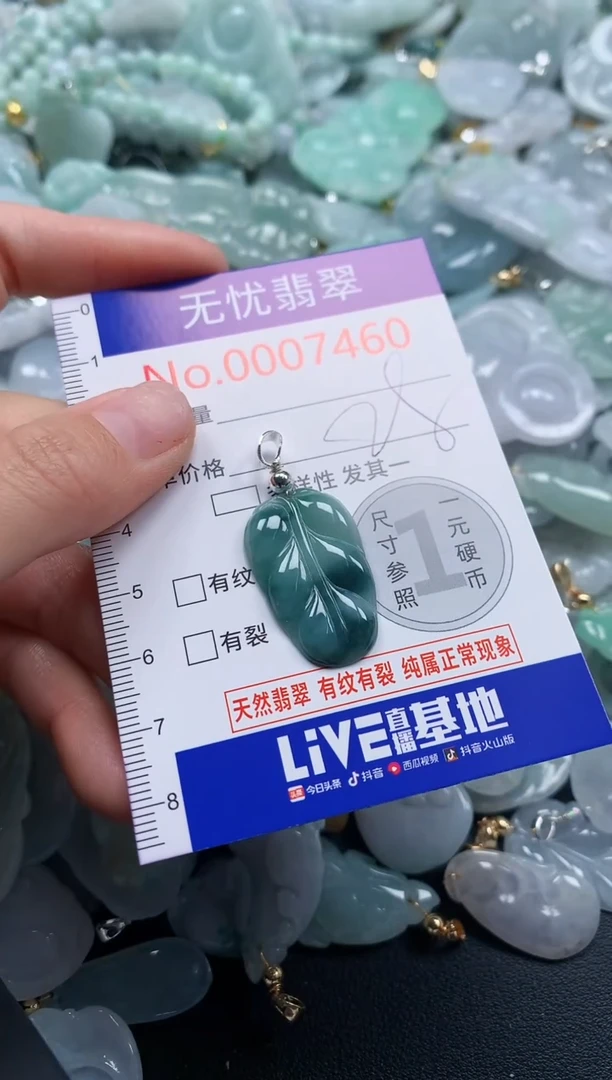 无忧翡翠
0
1
No.0007460
量
价格
样性 发其一
4
尺寸参照
1
一元硬币
5
有纹
6
有裂
天然翡翠 有纹有裂 纯属正常现象
7
LiVE直播基地
8
头条 今日头条 抖音 西瓜视频 抖音火山版